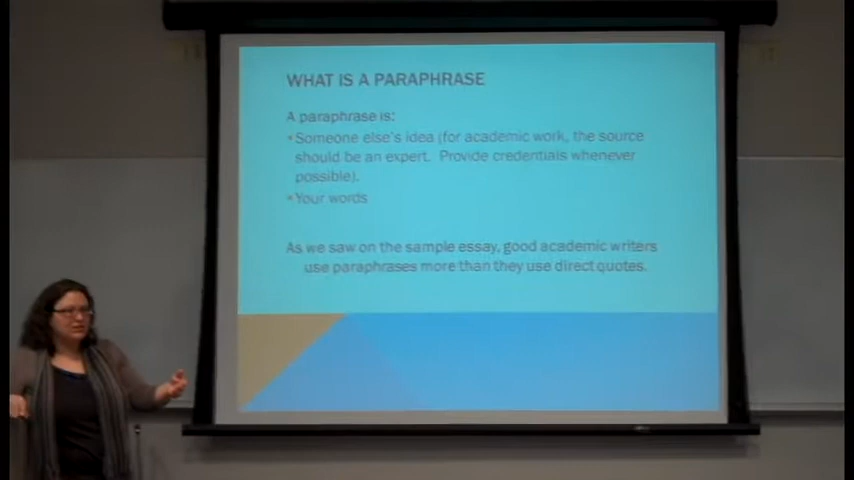 WHAT IS A PARAPHRASE
A paraphrase is:
•Someone else's idea (for academic work, the source
should be an expert. Provide credentials whenever
possible).
•Your words
As we saw on the sample essay, good academic writers
use paraphrases more than they use direct quotes.